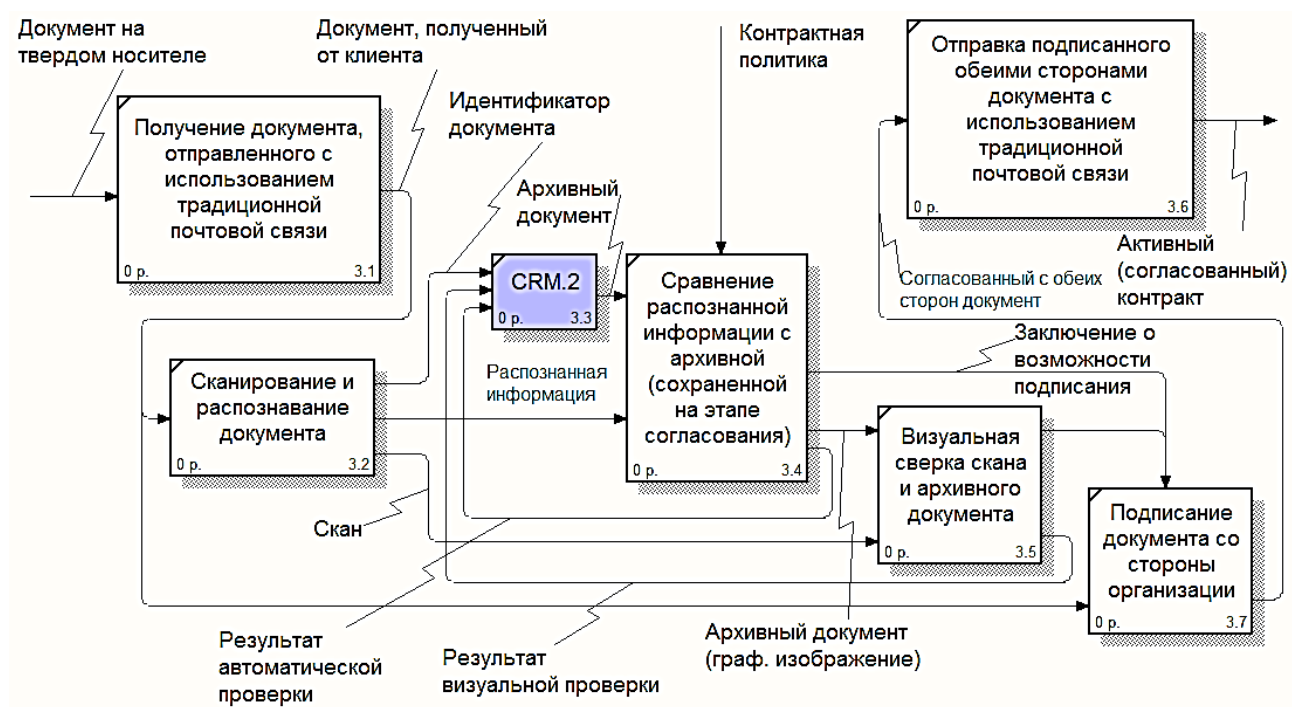 Документ на
твердом носителе
Документ, полученный
от клиента
Идентификатор
документа
Архивный
документ
Контрактная
политика
Получение документа,
отправленного с
использованием
традиционной
почтовой связи
0 р.
3.1
Отправка подписанного
обеими сторонами
документа с
использованием
традиционной
почтовой связи
0 р.
3.6
CRM.2
0 р.
3.3
Сравнение
распознанной
информации с
архивной
(сохраненной
на этапе
согласования)
0 р.
3.4
Согласованный с обеих
сторон документ
Активный
(согласованный)
контракт
Заключение о
возможности
подписания
Сканирование и
распознавание
документа
0 р.
3.2
Распознанная
информация
Визуальная
сверка скана
и архивного
документа
0 р.
3.5
Скан
Подписание
документа со
стороны
организации
0 р.
3.7
Результат
автоматической
проверки
Результат
визуальной проверки
Архивный документ
(граф. изображение)